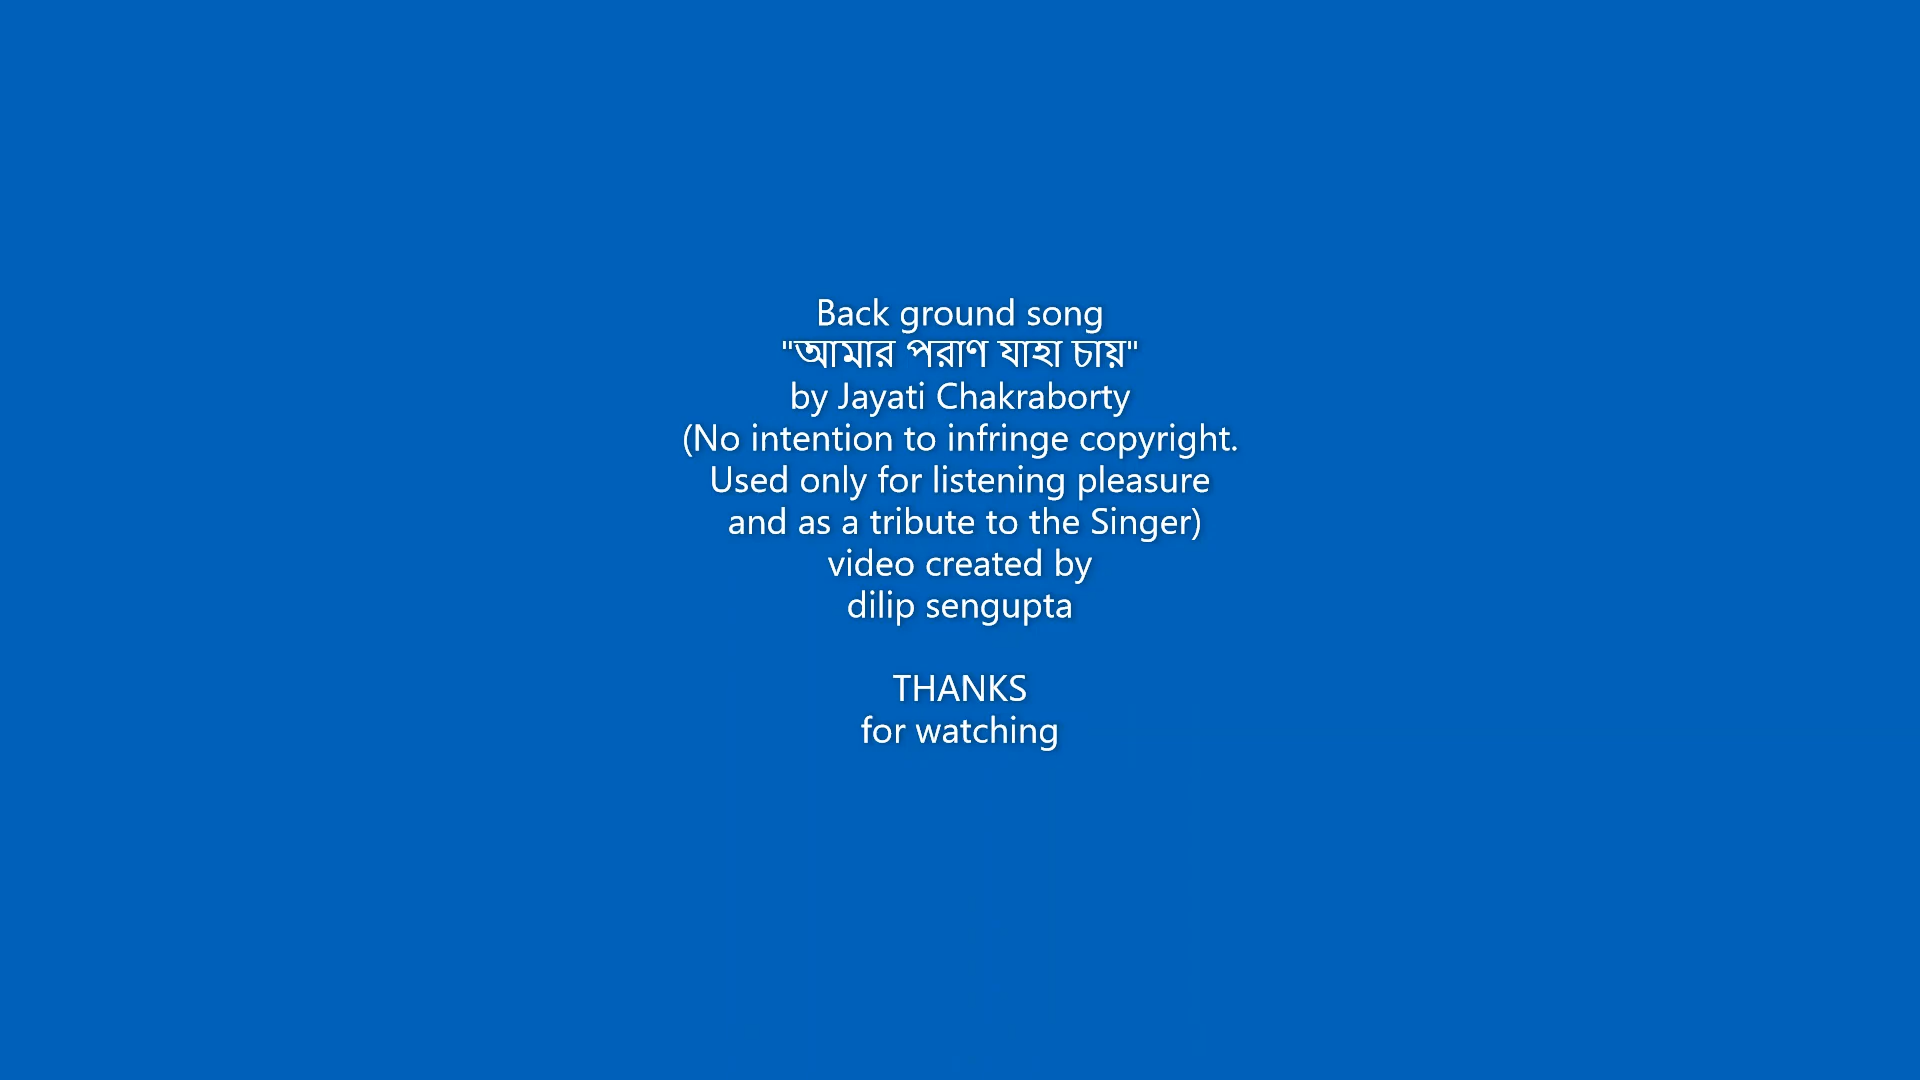 Back ground song
"আমার পরাণ যাহা চায়"
by Jayati Chakraborty
(No intention to infringe copyright.
Used only for listening pleasure
and as a tribute to the Singer)
video created by
dilip sengupta
THANKS
for watching